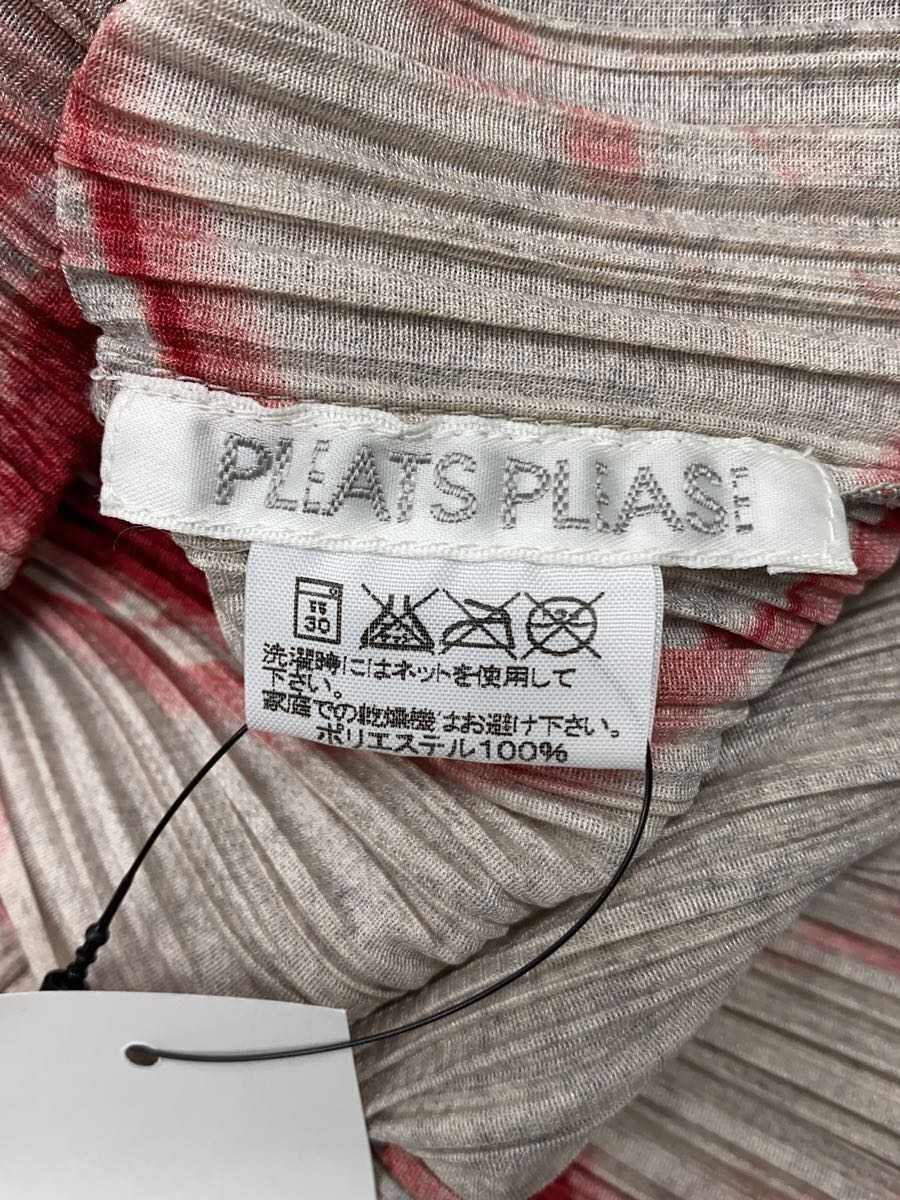 PLEATS PLEASE
30
洗濯時にはネットを使用して
下さい。
家庭での乾燥機はお避け下さい。
ポリエステル100%